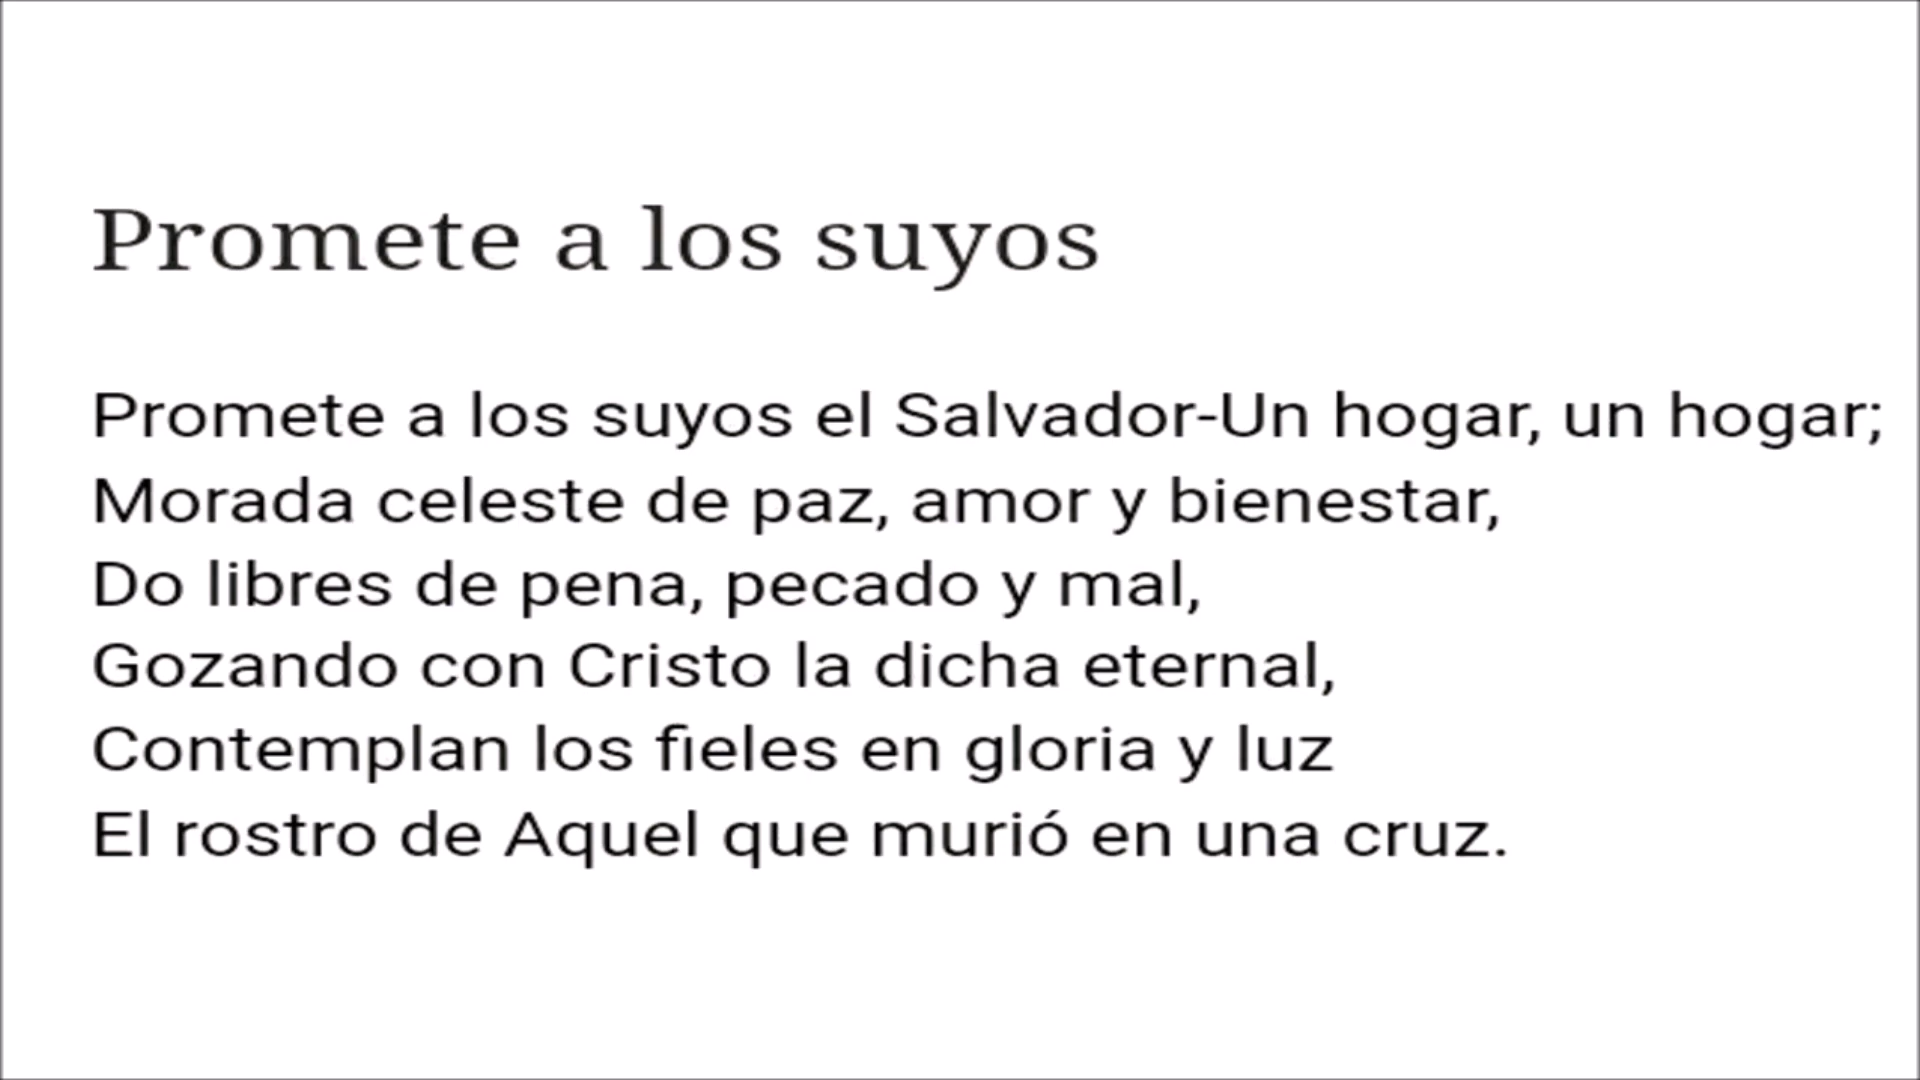 Promete a los suyos
Promete a los suyos el Salvador-Un hogar, un hogar;
Morada celeste de paz, amor y bienestar,
Do libres de pena, pecado y mal,
Gozando con Cristo la dicha eternal,
Contemplan los fieles en gloria y luz
El rostro de Aquel que murió en una cruz.